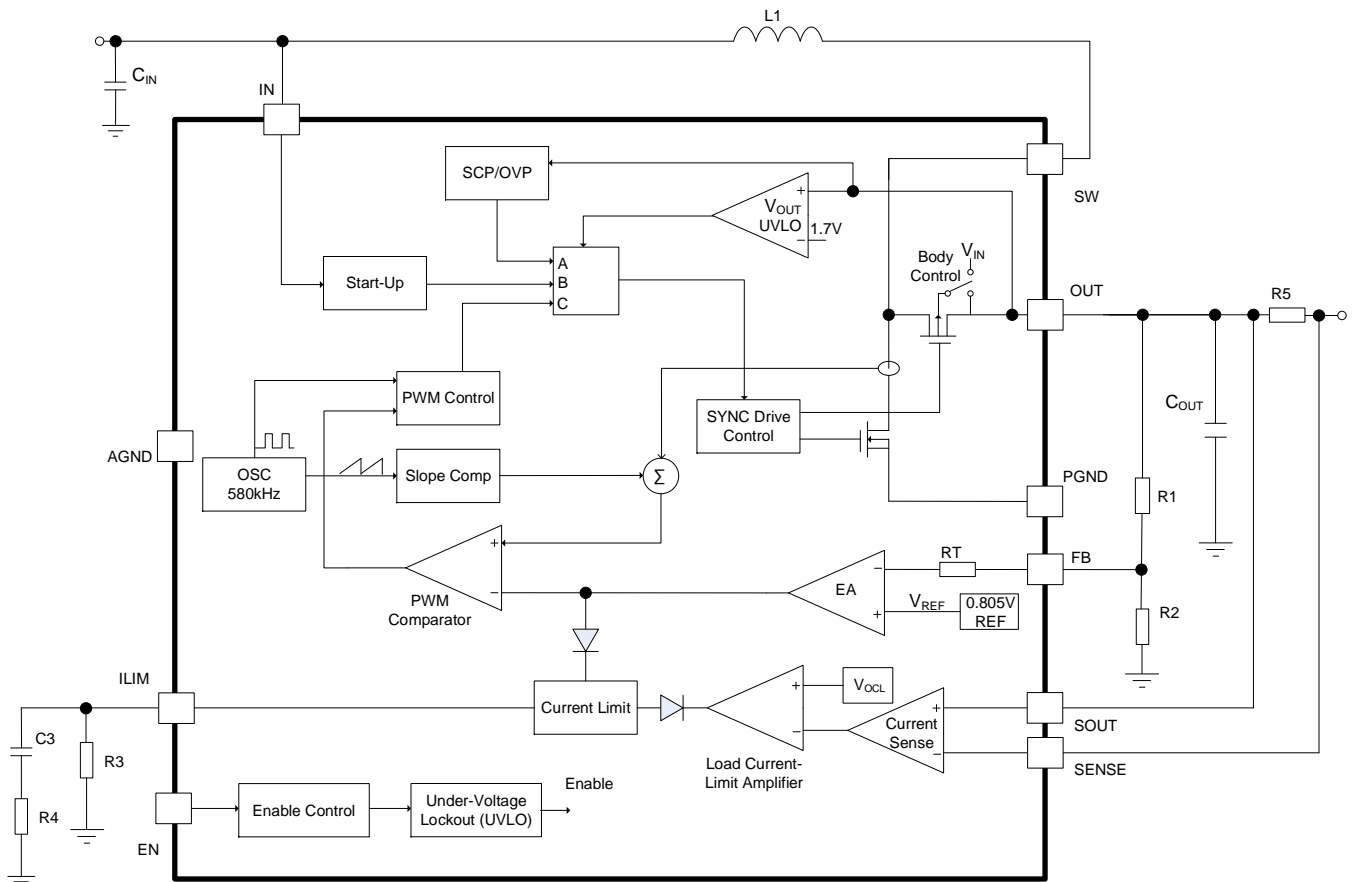 L1
CIN
IN
SCP/OVP
VOUT
UVLO
+
−
1.7V
SW
A
B
C
Start-Up
Body
Control
VIN
OUT
R5
PWM Control
SYNC Drive
Control
COUT
AGND
OSC
580kHz
Slope Comp
Σ
PGND
R1
+
−
PWM
Comparator
EA
−
+
RT
VREF
0.805V
REF
FB
R2
ILIM
Current Limit
+
−
VOCL
Load Current-
Limit Amplifier
Current
Sense
+
−
SOUT
SENSE
C3
R3
R4
EN
Enable Control
Under-Voltage
Lockout (UVLO)
Enable